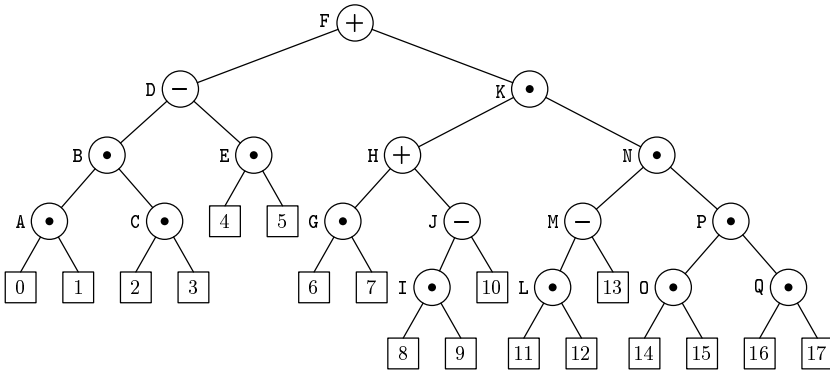 F +
D − K •
B • E • H + N •
A • C • 4 5 G • J − M − P •
0 1 2 3 6 7 I • 10 L • 13 O • Q •
8 9 11 12 14 15 16 17